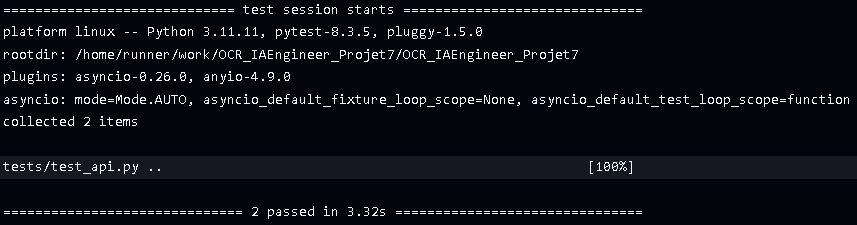 ============================= test session starts ==============================
platform linux -- Python 3.11.11, pytest-8.3.5, pluggy-1.5.0
rootdir: /home/runner/work/OCR_IAEngineer_Projet7/OCR_IAEngineer_Projet7
plugins: asyncio-0.26.0, anyio-4.9.0
asyncio: mode=Mode.AUTO, asyncio_default_fixture_loop_scope=None, asyncio_default_test_loop_scope=function
collected 2 items
tests/test_api.py .. [100%]
============================== 2 passed in 3.32s ===============================